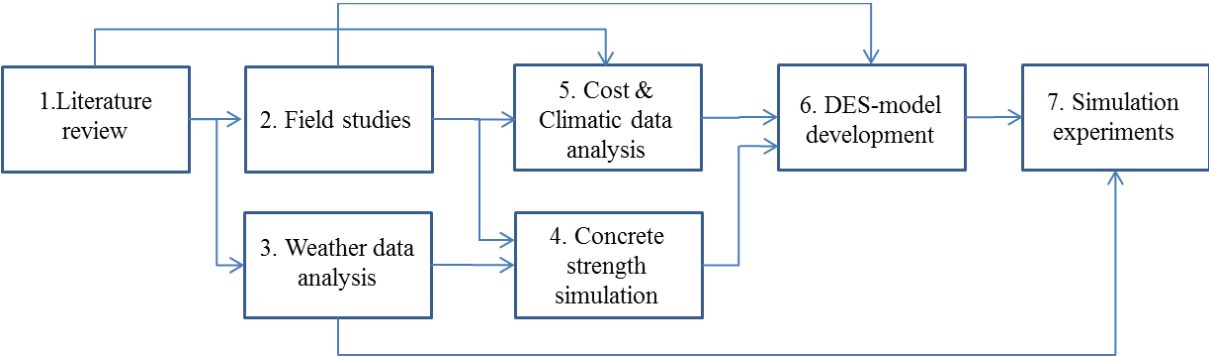 1.Literature
review
2. Field studies
3. Weather data
analysis
5. Cost &
Climatic data
analysis
4. Concrete
strength
simulation
6. DES-model
development
7. Simulation
experiments